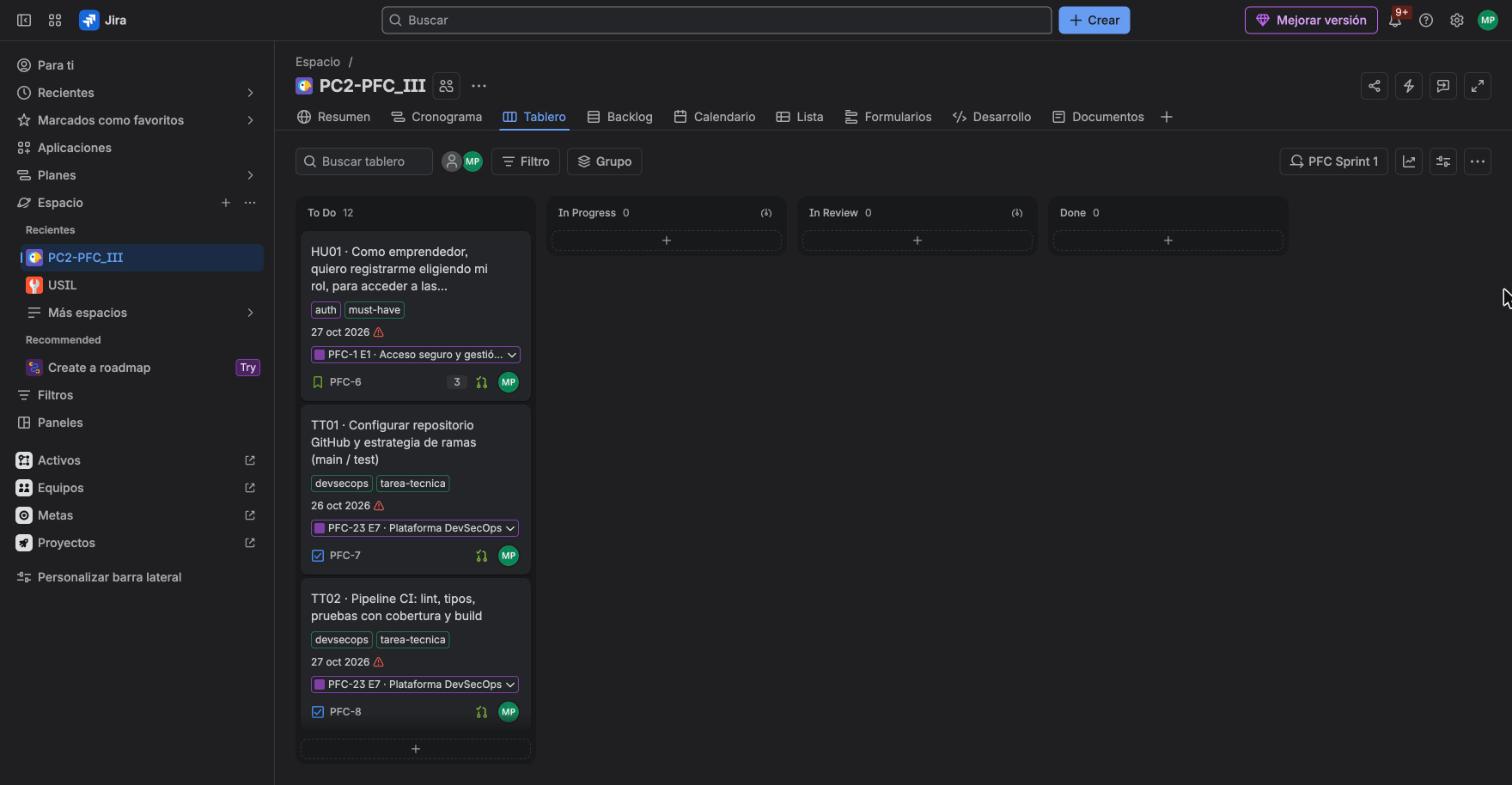 Jira
Buscar
Crear
Mejorar versión
9+
MP
Para ti
Recientes
Marcados como favoritos
Aplicaciones
Planes
Espacio
Recientes
PC2-PFC_III
USIL
Más espacios
Recommended
Create a roadmap
Try
Filtros
Paneles
Activos
Equipos
Metas
Proyectos
Personalizar barra lateral
Espacio /
PC2-PFC_III
Resumen
Cronograma
Tablero
Backlog
Calendario
Lista
Formularios
Desarrollo
Documentos
Buscar tablero
MP
Filtro
Grupo
PFC Sprint 1
To Do 12
HU01 · Como emprendedor,
quiero registrarme eligiendo mi
rol, para acceder a las...
auth must-have
27 oct 2026
PFC-1 E1 · Acceso seguro y gestió...
PFC-6 3 MP
TT01 · Configurar repositorio
GitHub y estrategia de ramas
(main / test)
devsecops tarea-tecnica
26 oct 2026
PFC-23 E7 · Plataforma DevSecOps
PFC-7 MP
TT02 · Pipeline CI: lint, tipos,
pruebas con cobertura y build
devsecops tarea-tecnica
27 oct 2026
PFC-23 E7 · Plataforma DevSecOps
PFC-8 MP
In Progress 0
In Review 0
Done 0